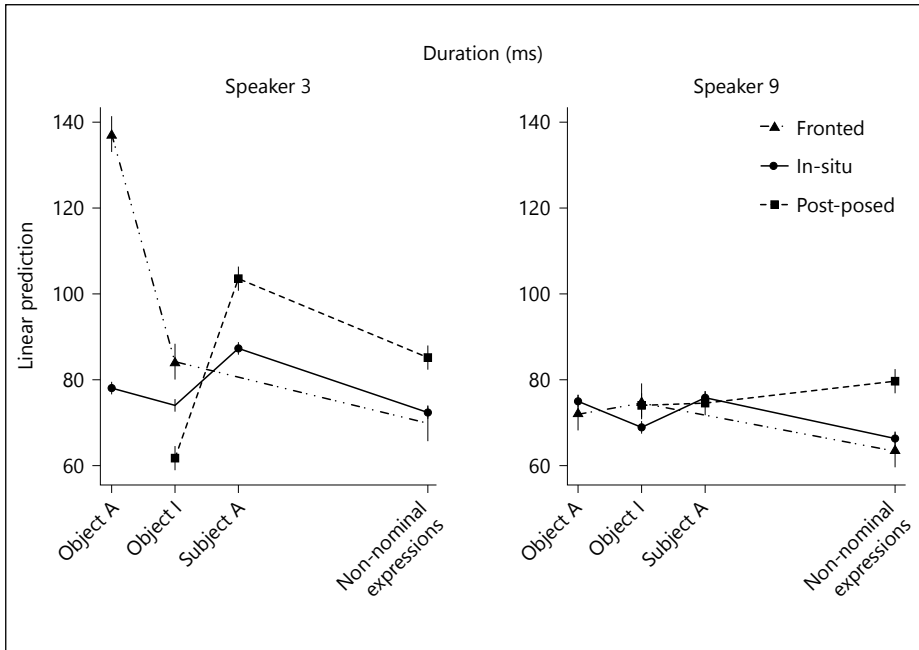 Duration (ms)
Speaker 3
Speaker 9
Linear prediction
140
120
100
80
60
Object A
Object I
Subject A
Non-nominal
expressions
140
120
100
80
60
Object A
Object I
Subject A
Non-nominal
expressions
Fronted
In-situ
Post-posed